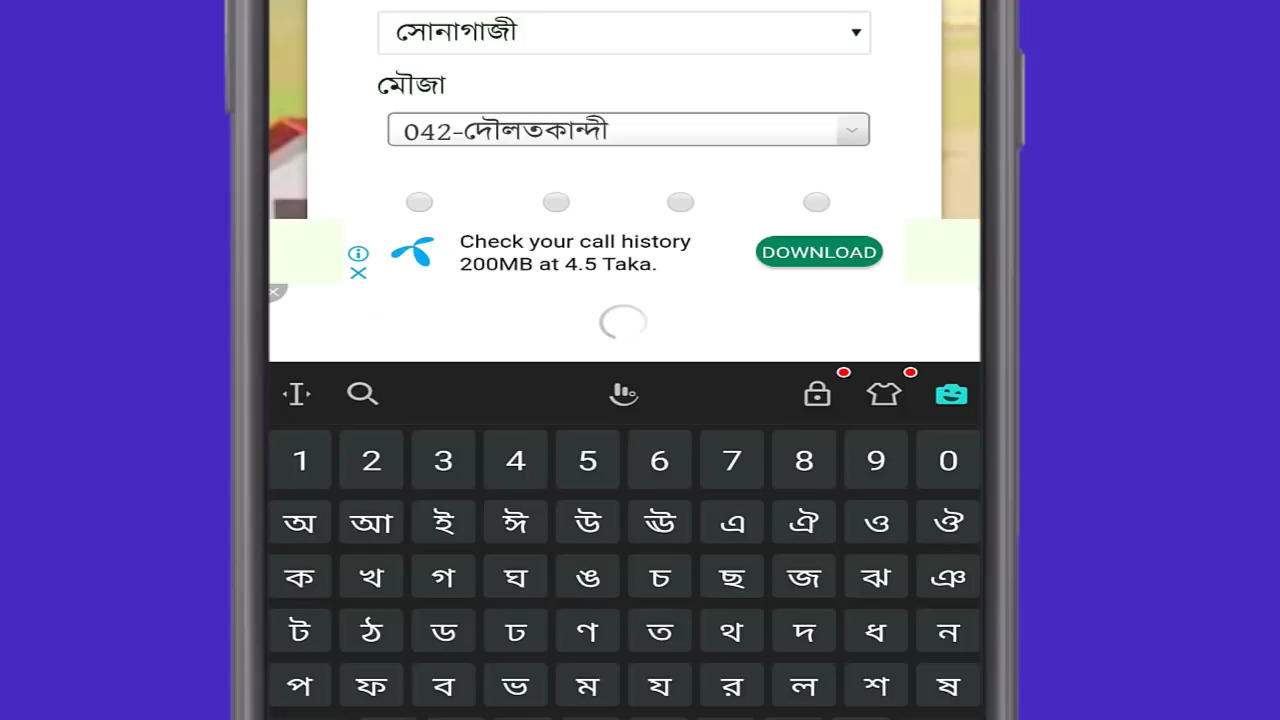 সোনাগাজী
মৌজা
042-দৌলতকান্দী
Check your call history
200MB at 4.5 Taka.
DOWNLOAD
1 2 3 4 5 6 7 8 9 0
অ আ ই ঈ উ ঊ এ ঐ ও ঔ
ক খ গ ঘ ঙ চ ছ জ ঝ ঞ
ট ঠ ড ঢ ণ ত থ দ ধ ন
প ফ ব ভ ম য র ল শ ষ